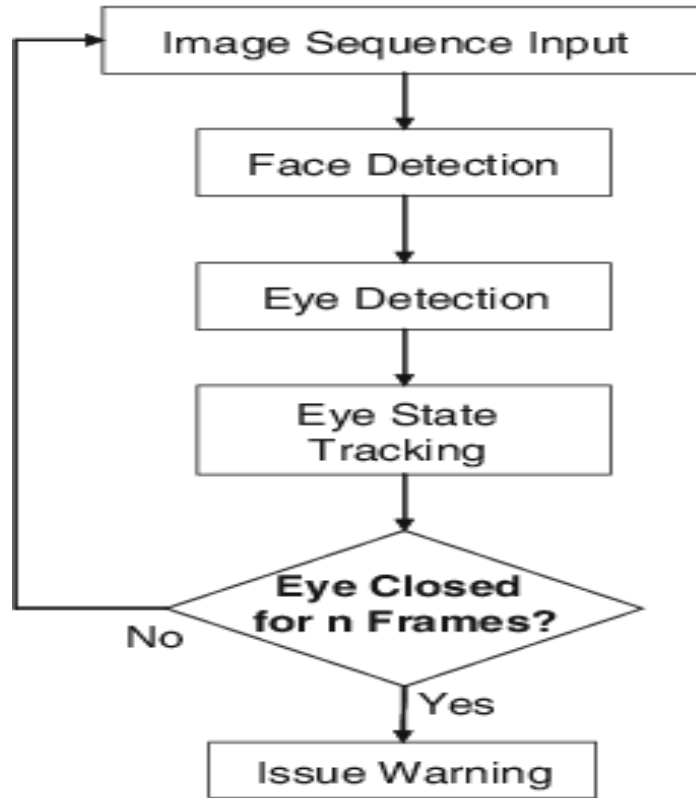 Image Sequence Input
Face Detection
Eye Detection
Eye State
Tracking
Eye Closed
for n Frames?
No
Yes
Issue Warning